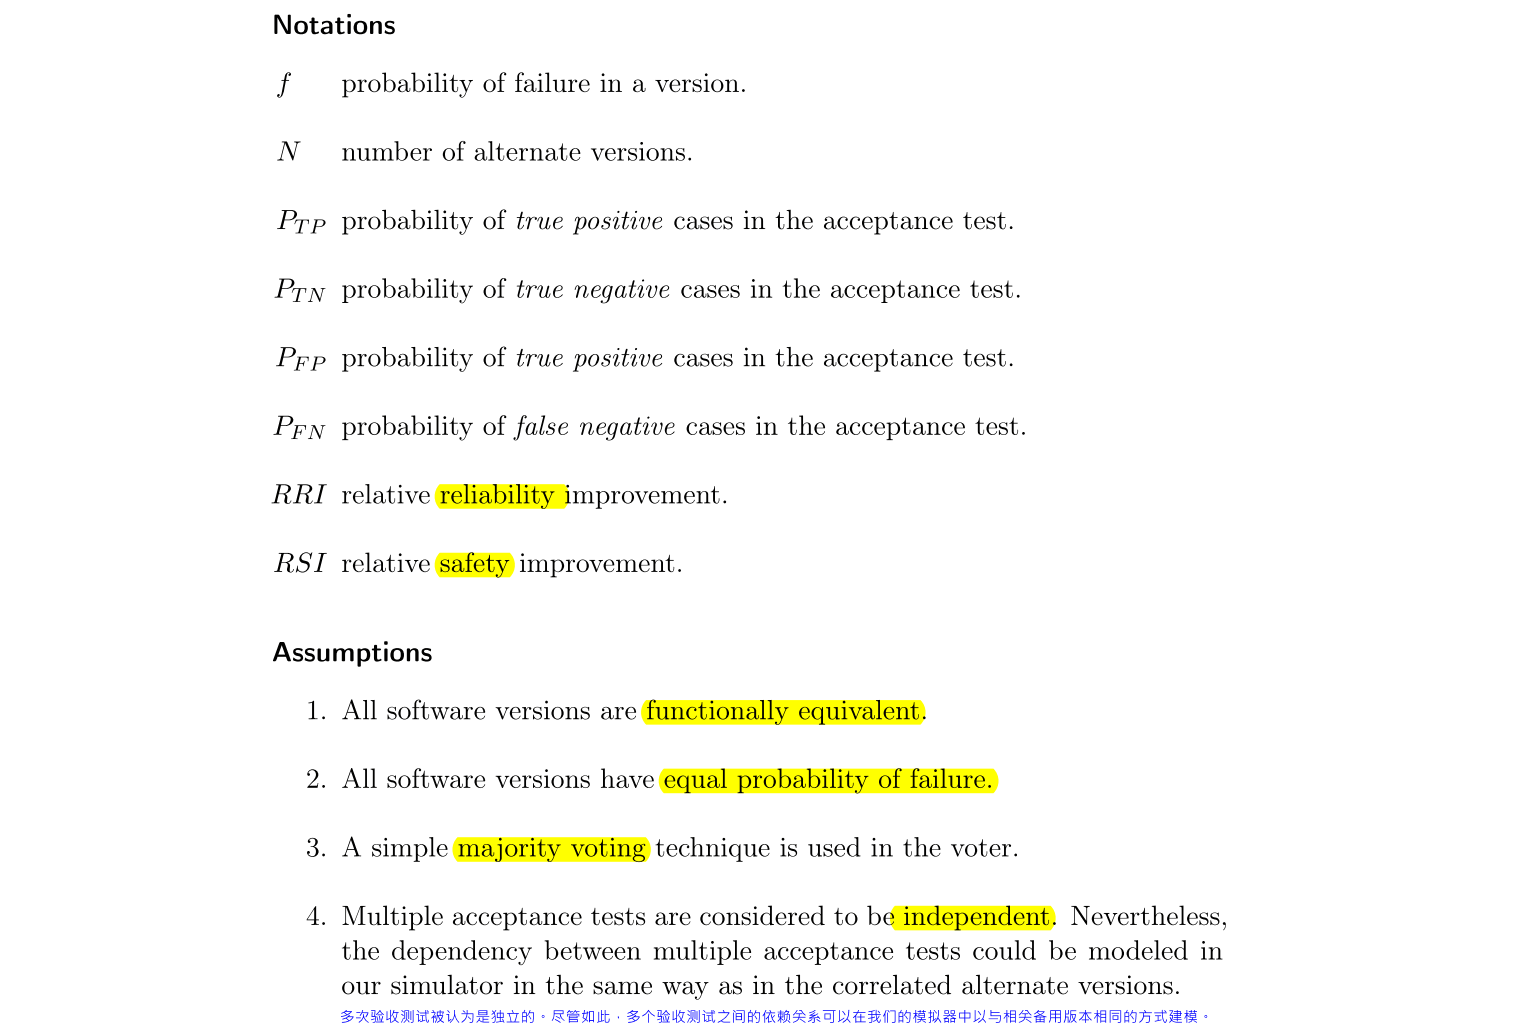 Notations
f probability of failure in a version.
N number of alternate versions.
P_{TP} probability of true positive cases in the acceptance test.
P_{TN} probability of true negative cases in the acceptance test.
P_{FP} probability of true positive cases in the acceptance test.
P_{FN} probability of false negative cases in the acceptance test.
RRI relative reliability improvement.
RSI relative safety improvement.
Assumptions
1. All software versions are functionally equivalent.
2. All software versions have equal probability of failure.
3. A simple majority voting technique is used in the voter.
4. Multiple acceptance tests are considered to be independent. Nevertheless,
the dependency between multiple acceptance tests could be modeled in
our simulator in the same way as in the correlated alternate versions.
多次验收测试被认为是独立的。尽管如此，多个验收测试之间的依赖关系可以在我们的模拟器中以与相关备用版本相同的方式建模。